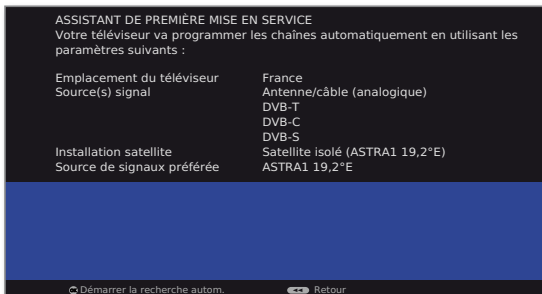 ASSISTANT DE PREMIÈRE MISE EN SERVICE
Votre téléviseur va programmer les chaînes automatiquement en utilisant les
paramètres suivants :
Emplacement du téléviseur France
Source(s) signal Antenne/câble (analogique)
DVB-T
DVB-C
DVB-S
Installation satellite Satellite isolé (ASTRA1 19,2°E)
Source de signaux préférée ASTRA1 19,2°E
OK Démarrer la recherche autom. Retour